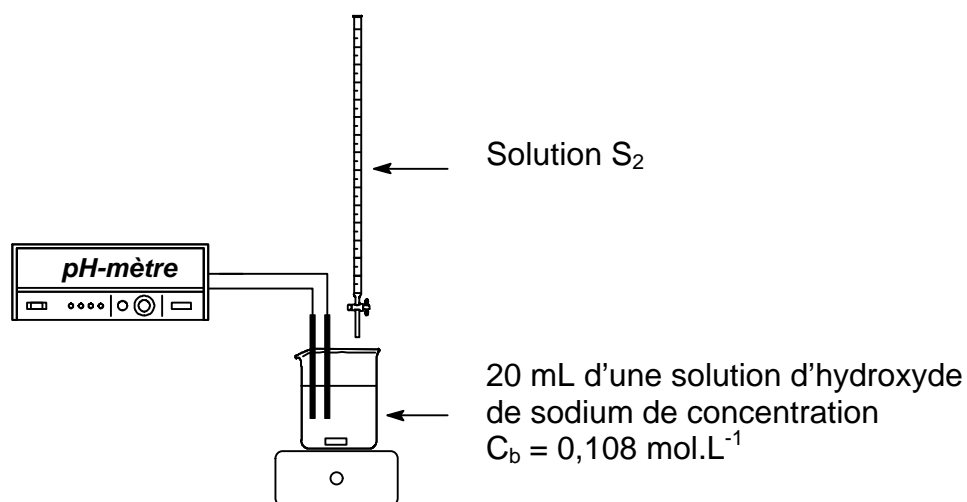 Solution S₂
pH-mètre
20 mL d’une solution d’hydroxyde
de sodium de concentration
C_b = 0,108 mol.L⁻¹